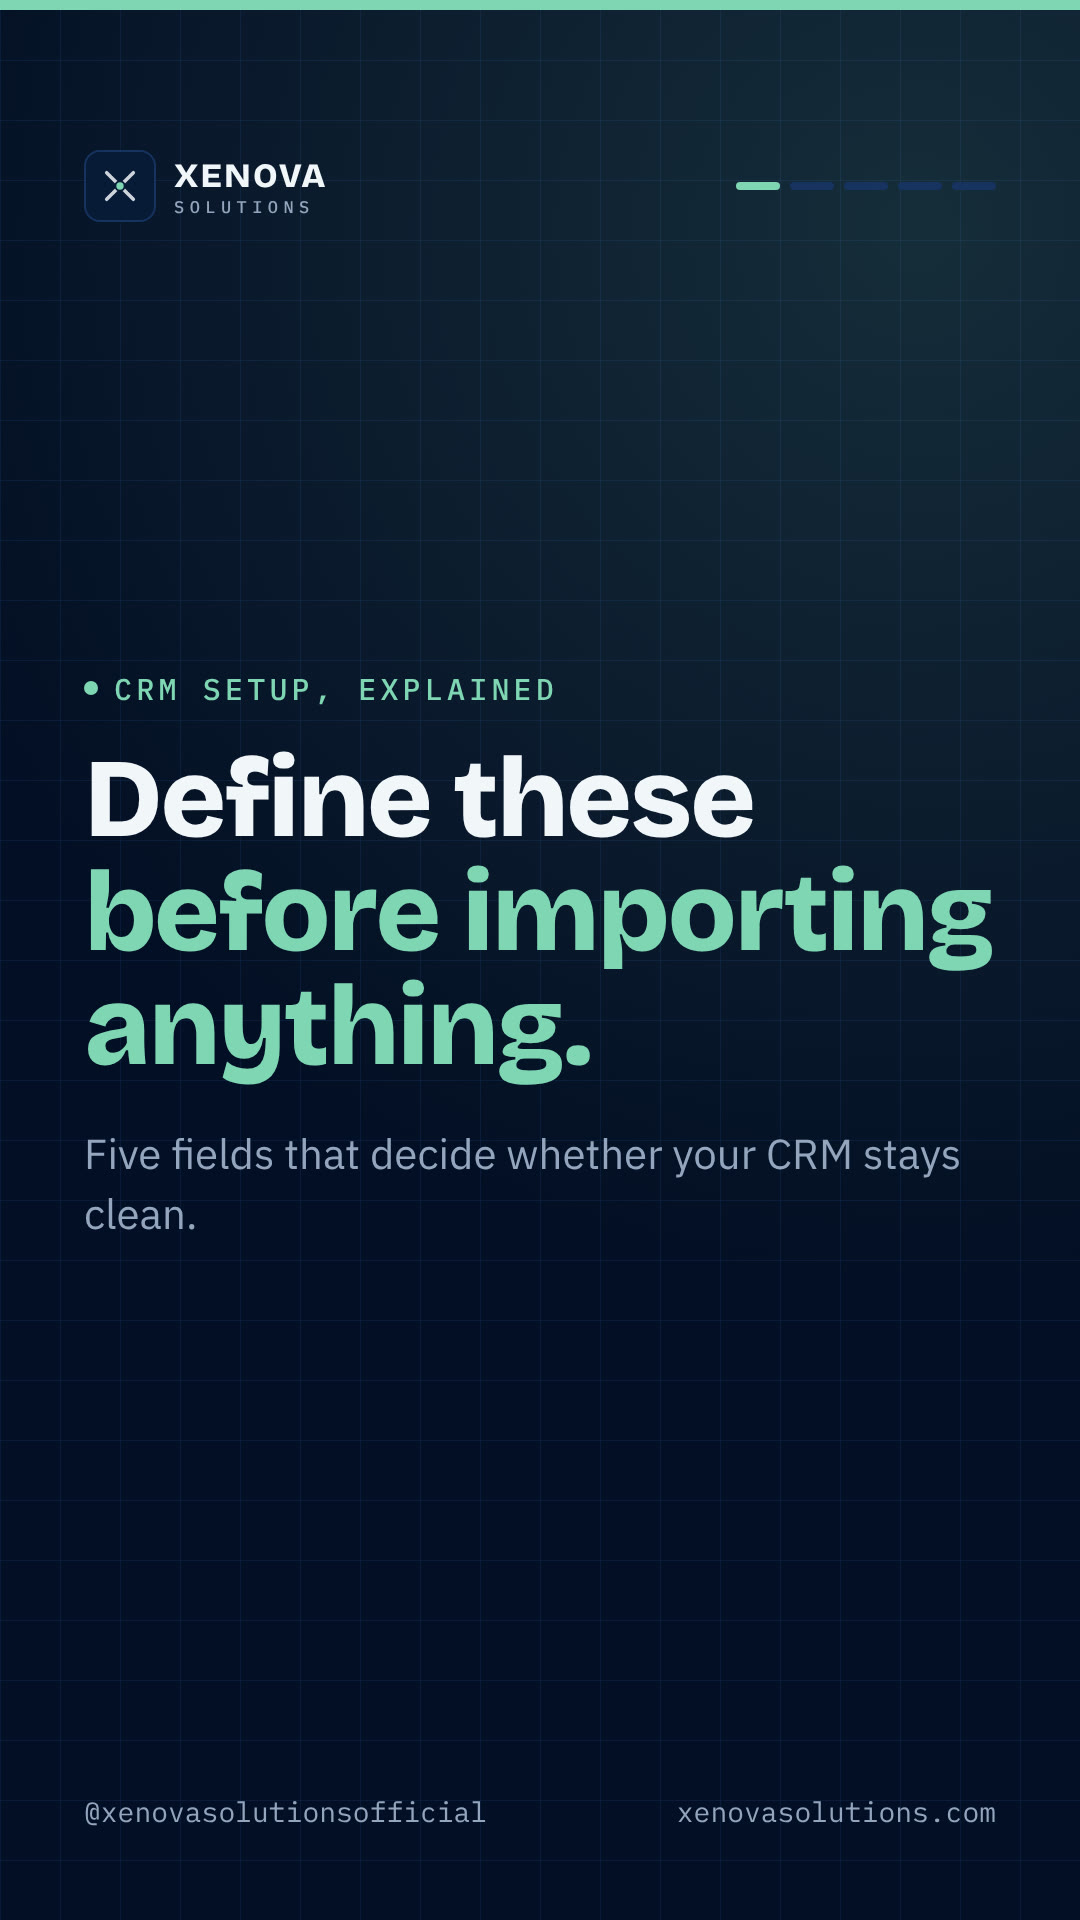 XENOVA
SOLUTIONS
CRM SETUP, EXPLAINED
Define these
before importing
anything.
Five fields that decide whether your CRM stays
clean.
@xenovasolutionsofficial
xenovasolutions.com